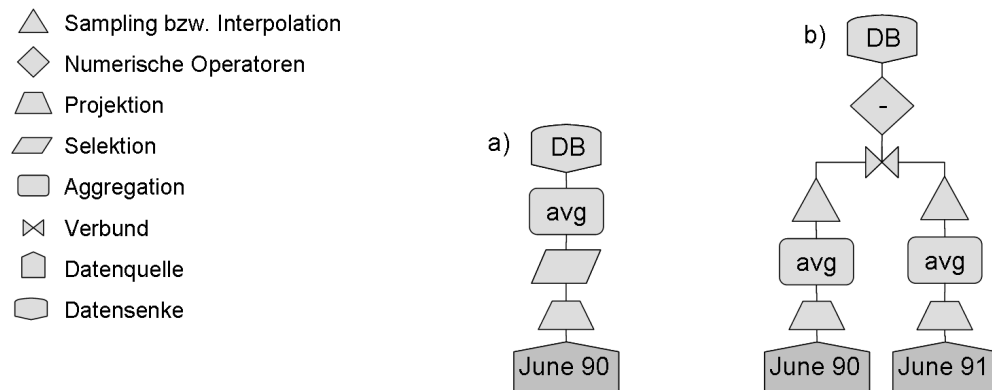 Sampling bzw. Interpolation
Numerische Operatoren
Projektion
Selektion
Aggregation
Verbund
Datenquelle
Datensenke
a)
DB
avg
June 90
b)
DB
-
avg
avg
June 90
June 91